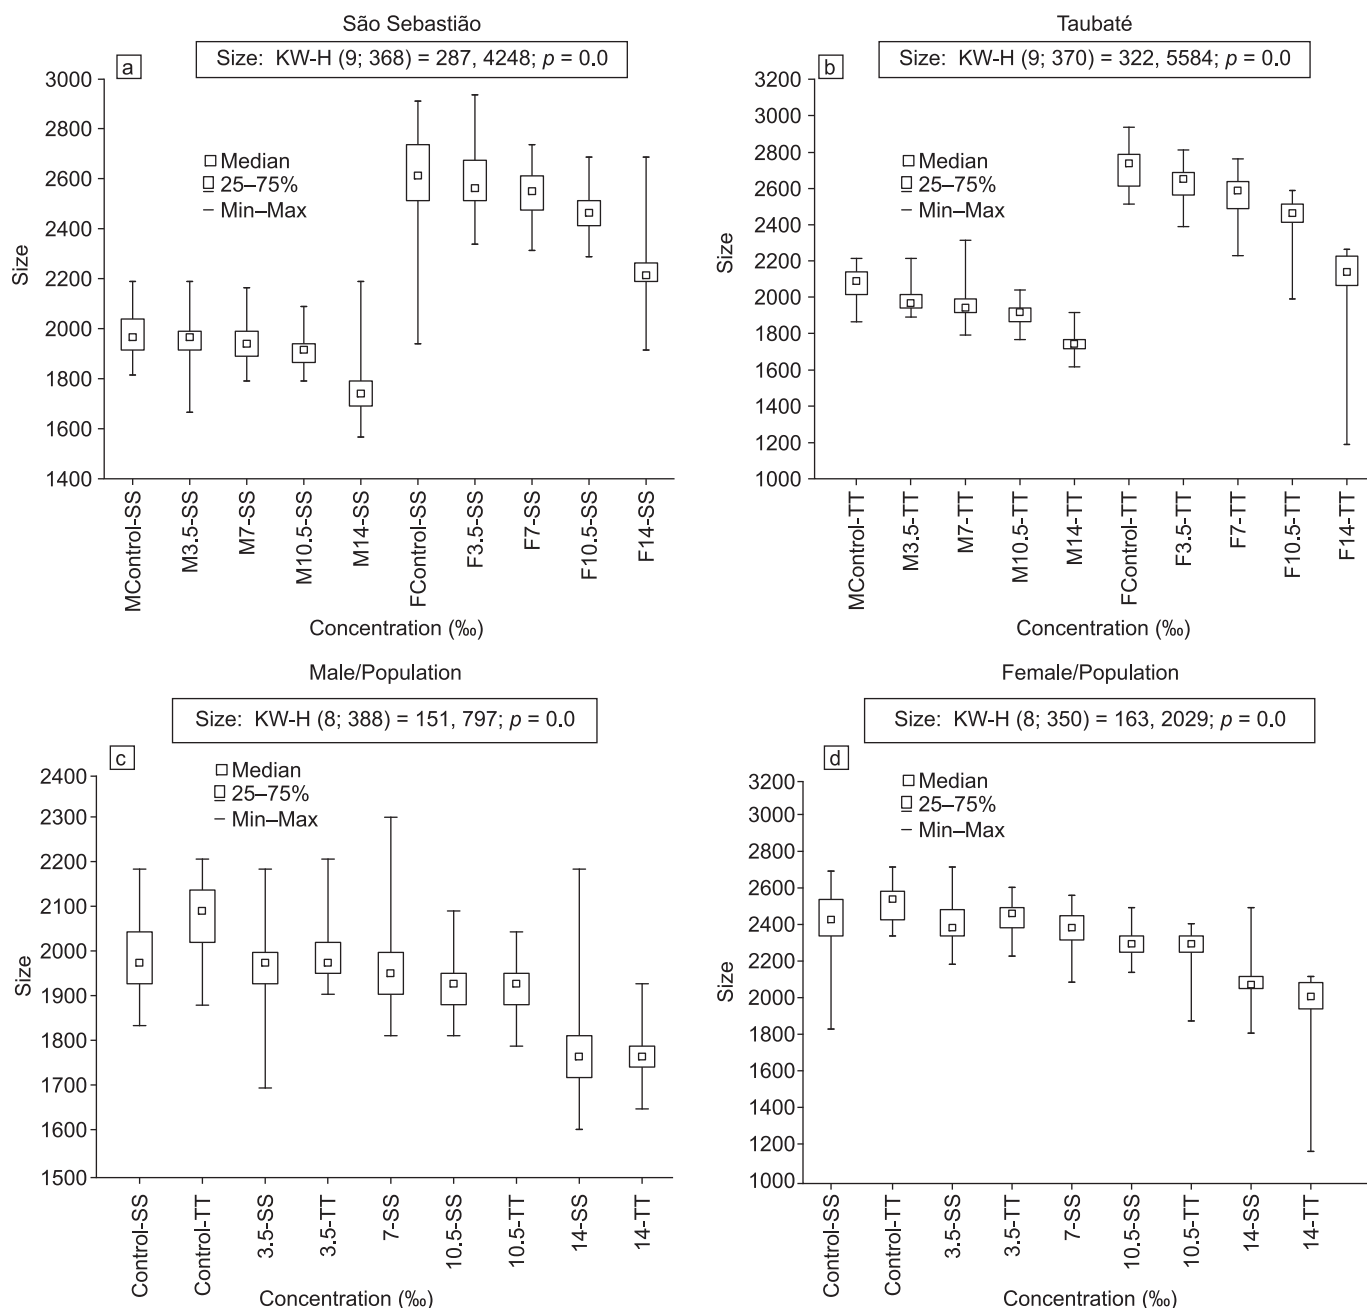 São Sebastião
Size: KW-H (9; 368) = 287, 4248; p = 0.0
a
3000
2800
2600
2400
2200
2000
1800
1600
1400
Size
Median
25–75%
Min–Max
MControl-SS
M3.5-SS
M7-SS
M10.5-SS
M14-SS
FControl-SS
F3.5-SS
F7-SS
F10.5-SS
F14-SS
Concentration (‰)
Taubaté
Size: KW-H (9; 370) = 322, 5584; p = 0.0
b
3200
3000
2800
2600
2400
2200
2000
1800
1600
1400
1200
1000
Size
Median
25–75%
Min–Max
MControl-TT
M3.5-TT
M7-TT
M10.5-TT
M14-TT
FControl-TT
F3.5-TT
F7-TT
F10.5-TT
F14-TT
Concentration (‰)
Male/Population
Size: KW-H (8; 388) = 151, 797; p = 0.0
c
2400
2300
2200
2100
2000
1900
1800
1700
1600
1500
Size
Median
25–75%
Min–Max
Control-SS
Control-TT
3.5-SS
3.5-TT
7-SS
10.5-SS
10.5-TT
14-SS
14-TT
Concentration (‰)
Female/Population
Size: KW-H (8; 350) = 163, 2029; p = 0.0
d
3200
3000
2800
2600
2400
2200
2000
1800
1600
1400
1200
1000
Size
Median
25–75%
Min–Max
Control-SS
Control-TT
3.5-SS
3.5-TT
7-SS
10.5-SS
10.5-TT
14-SS
14-TT
Concentration (‰)